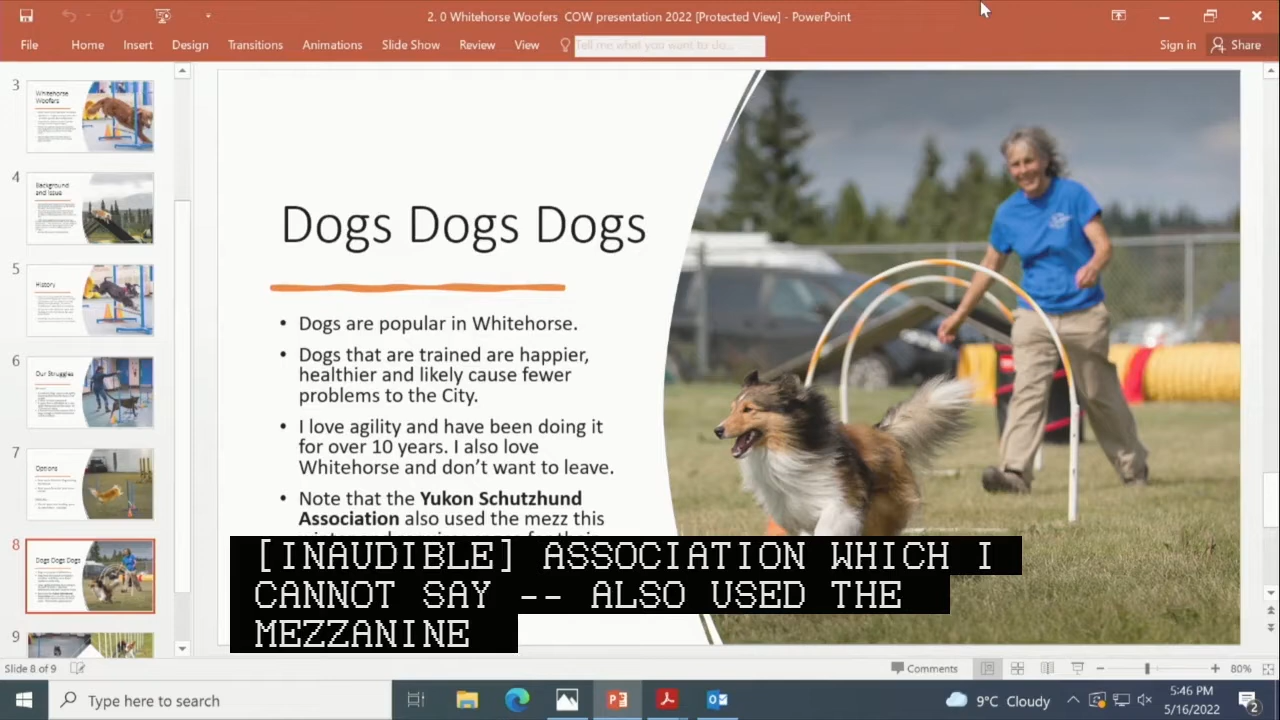 2. 0 Whitehorse Woofers  COW presentation 2022 [Protected View] - PowerPoint
File Home Insert Design Transitions Animations Slide Show Review View Tell me what you want to do... Sign in Share
3
Whitehorse
Woofers
4
Background
and Issue
5
History
6
Our Struggles
7
Options
8
Dogs Dogs Dogs
9
Dogs Dogs Dogs
• Dogs are popular in Whitehorse.
• Dogs that are trained are happier,
healthier and likely cause fewer
problems to the City.
• I love agility and have been doing it
for over 10 years. I also love
Whitehorse and don't want to leave.
• Note that the Yukon Schutzhund
Association also used the mezz this
[INAUDIBLE] ASSOCIATION WHICH I
CANNOT SAY -- ALSO USED THE
MEZZANINE
Slide 8 of 9 Comments 80%
Type here to search 9°C Cloudy 5:46 PM
5/16/2022
2